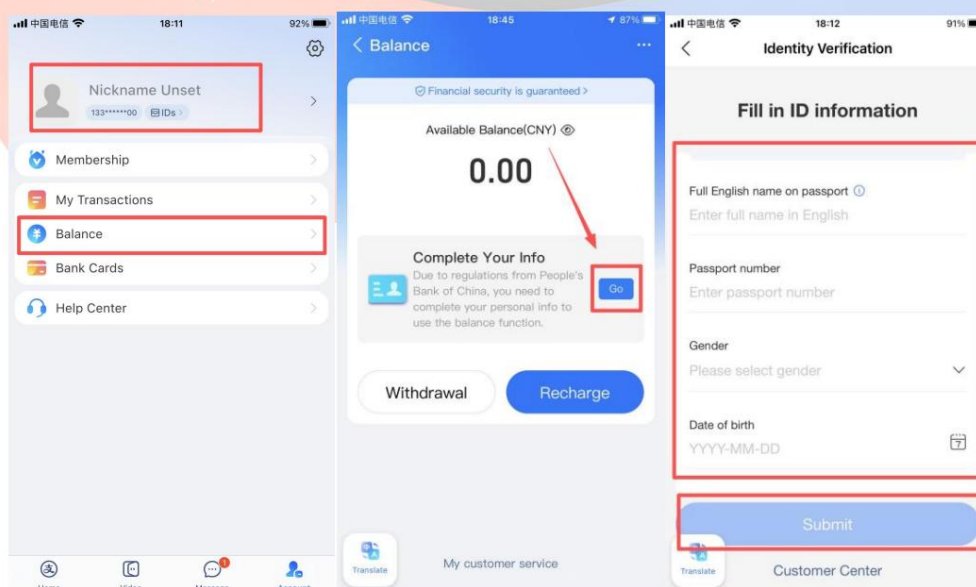 中国电信
18:11
92%
Nickname Unset
133******00
IDs >
Membership
My Transactions
Balance
Bank Cards
Help Center
Home
Video
Message
Account
中国电信
18:45
87%
Balance
Financial security is guaranteed >
Available Balance(CNY)
0.00
Complete Your Info
Due to regulations from People's
Bank of China, you need to
complete your personal info to
use the balance function.
Go
Withdrawal
Recharge
Translate
My customer service
中国电信
18:12
91%
Identity Verification
Fill in ID information
Full English name on passport
Enter full name in English
Passport number
Enter passport number
Gender
Please select gender
Date of birth
YYYY-MM-DD
Submit
Translate
Customer Center